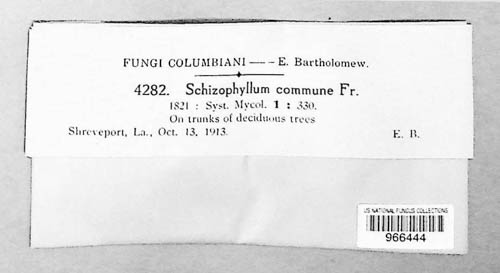 FUNGI COLUMBIANI — – E. Bartholomew.
4282. Schizophyllum commune Fr.
1821 : Syst. Mycol. 1 : 330.
On trunks of deciduous trees
Shreveport, La., Oct. 13, 1913.
E. B.
US NATIONAL FUNGUS COLLECTIONS
966444